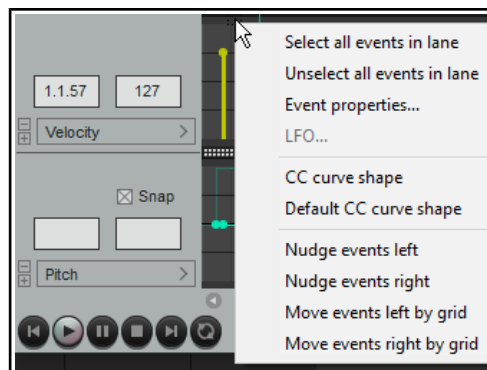 1.1.57 127
Velocity
Snap
Pitch
Select all events in lane
Unselect all events in lane
Event properties...
LFO...
CC curve shape
Default CC curve shape
Nudge events left
Nudge events right
Move events left by grid
Move events right by grid